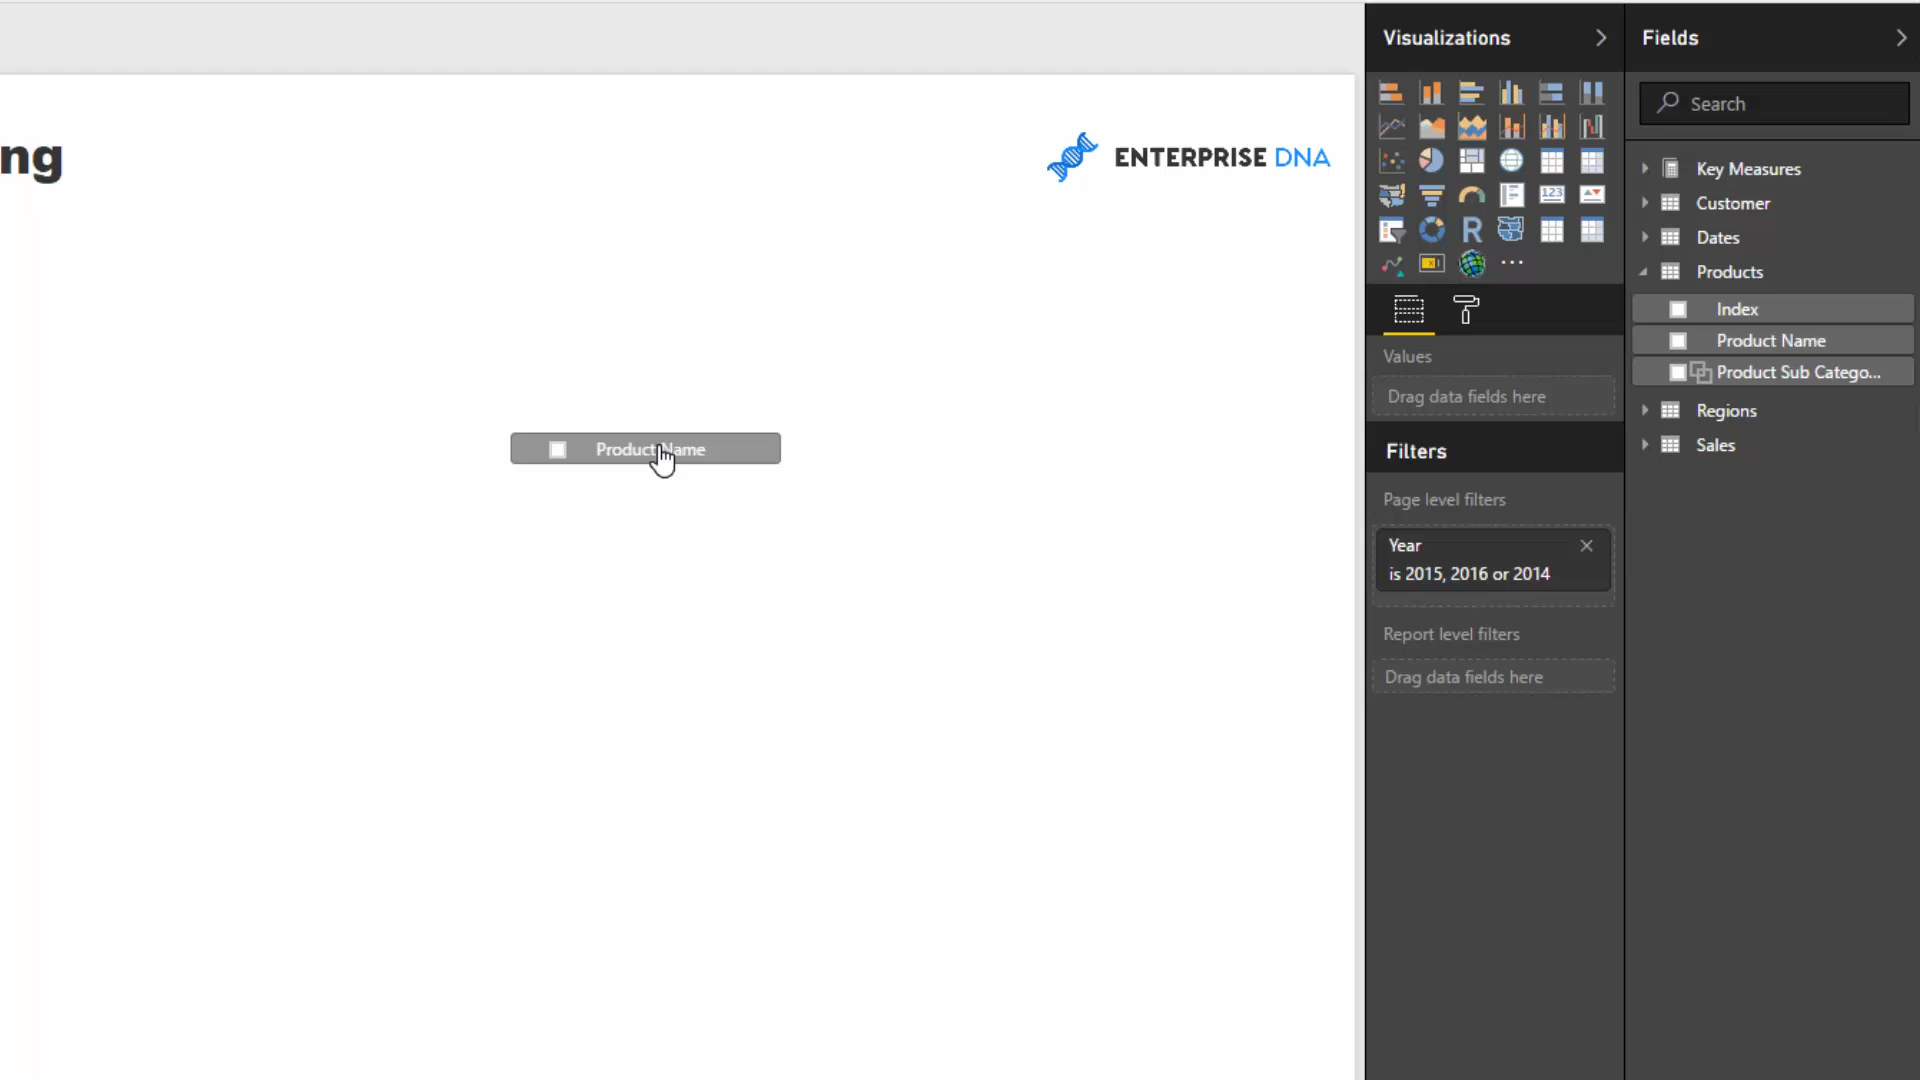 ng
ENTERPRISE DNA
Product Name
Visualizations
123
R
Values
Drag data fields here
Filters
Page level filters
Year
is 2015, 2016 or 2014
Report level filters
Drag data fields here
Fields
Search
Key Measures
Customer
Dates
Products
Index
Product Name
Product Sub Catego...
Regions
Sales